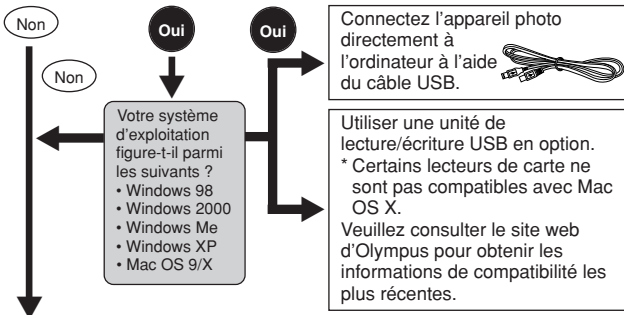 Non
Oui
Oui
Non
Votre système
d'exploitation
figure-t-il parmi
les suivants ?
• Windows 98
• Windows 2000
• Windows Me
• Windows XP
• Mac OS 9/X
Connectez l'appareil photo
directement à
l'ordinateur à l'aide
du câble USB.
Utiliser une unité de
lecture/écriture USB en option.
* Certains lecteurs de carte ne
sont pas compatibles avec Mac
OS X.
Veuillez consulter le site web
d'Olympus pour obtenir les
informations de compatibilité les
plus récentes.